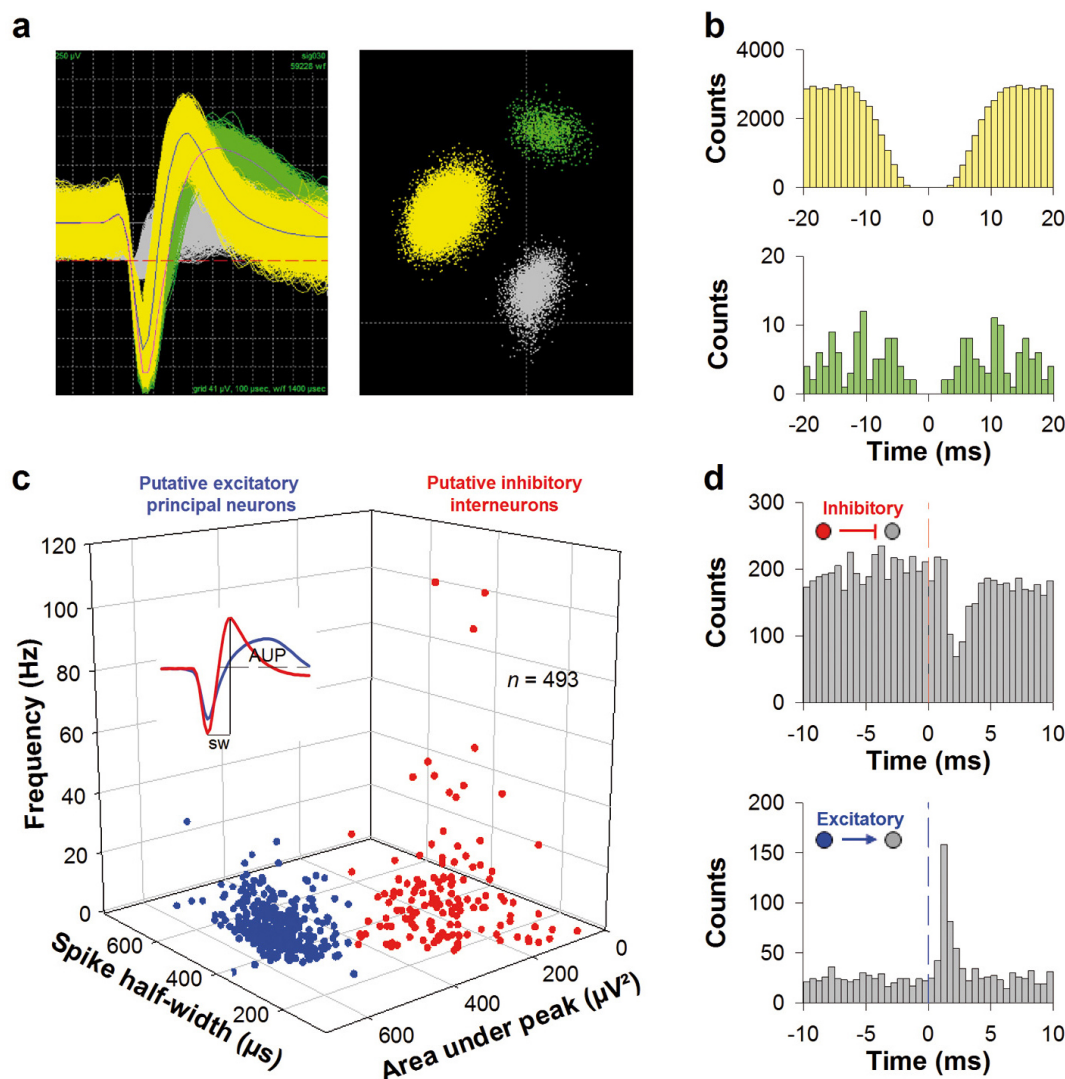 a
250 µV
sig030
59228 wf
grid 41 µV, 100 µsec, w/f 1400 µsec
b
4000
2000
0
Counts
-20 -10 0 10 20
20
10
0
Counts
-20 -10 0 10 20
Time (ms)
c
Putative excitatory
principal neurons
Putative inhibitory
interneurons
120
100
80
60
40
20
0
Frequency (Hz)
AUP
sw
n = 493
600
400
200
Spike half-width (µs)
0
200
400
600
Area under peak (µV²)
d
300
200
100
0
Counts
Inhibitory
-10 -5 0 5 10
Time (ms)
200
150
100
50
0
Counts
Excitatory
-10 -5 0 5 10
Time (ms)